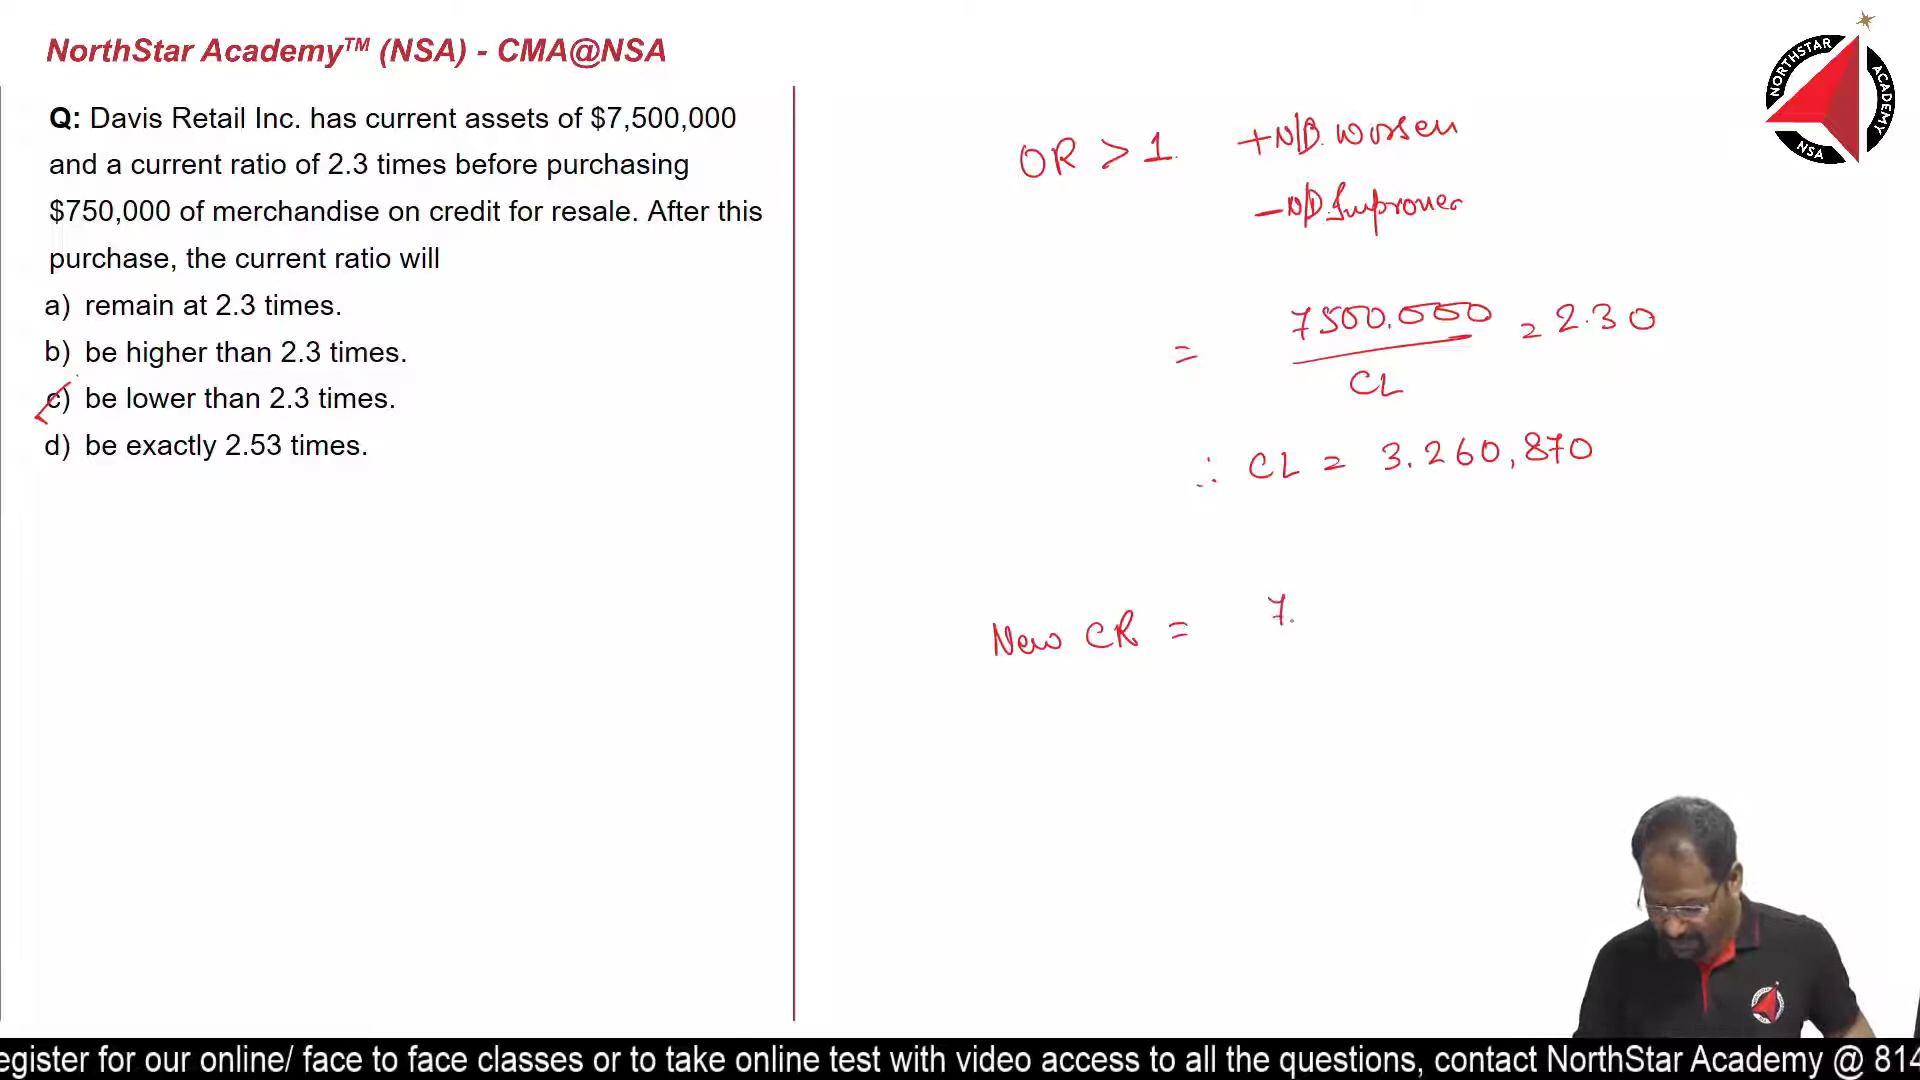 NorthStar Academy™ (NSA) - CMA@NSA
NORTHSTAR ACADEMY
NSA
Q: Davis Retail Inc. has current assets of $7,500,000
and a current ratio of 2.3 times before purchasing
$750,000 of merchandise on credit for resale. After this
purchase, the current ratio will
a) remain at 2.3 times.
b) be higher than 2.3 times.
c) be lower than 2.3 times.
d) be exactly 2.53 times.
OR > 1. +N/D. worsen
- N/D. Improves
= 7500.000 = 2.30
CL
∴ CL = 3.260,870
New CR = 7.
NSA
egister for our online/ face to face classes or to take online test with video access to all the questions, contact NorthStar Academy @ 814